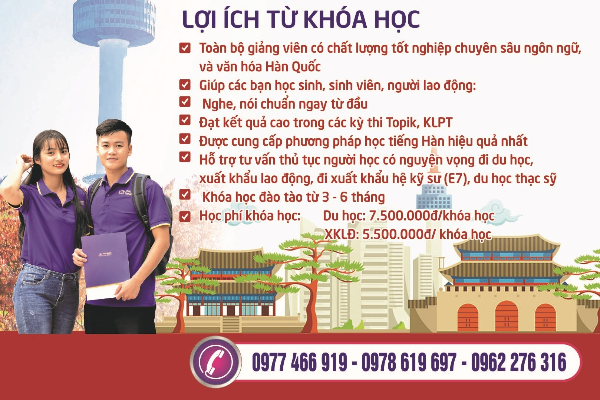 LỢI ÍCH TỪ KHÓA HỌC
Toàn bộ giảng viên có chất lượng tốt nghiệp chuyên sâu ngôn ngữ,
và văn hóa Hàn Quốc
Giúp các bạn học sinh, sinh viên, người lao động:
Nghe, nói chuẩn ngay từ đầu
Đạt kết quả cao trong các kỳ thi Topik, KLPT
Được cung cấp phương pháp học tiếng Hàn hiệu quả nhất
Hỗ trợ tư vấn thủ tục người học có nguyện vọng đi du học,
xuất khẩu lao động, đi xuất khẩu hệ kỹ sư (E7), du học thạc sỹ
Khóa học đào tào từ 3 - 6 tháng
Học phí khóa học: Du học: 7.500.000đ/khóa học
XKLĐ: 5.500.000đ/ khóa học
0977 466 919 - 0978 619 697 - 0962 276 316